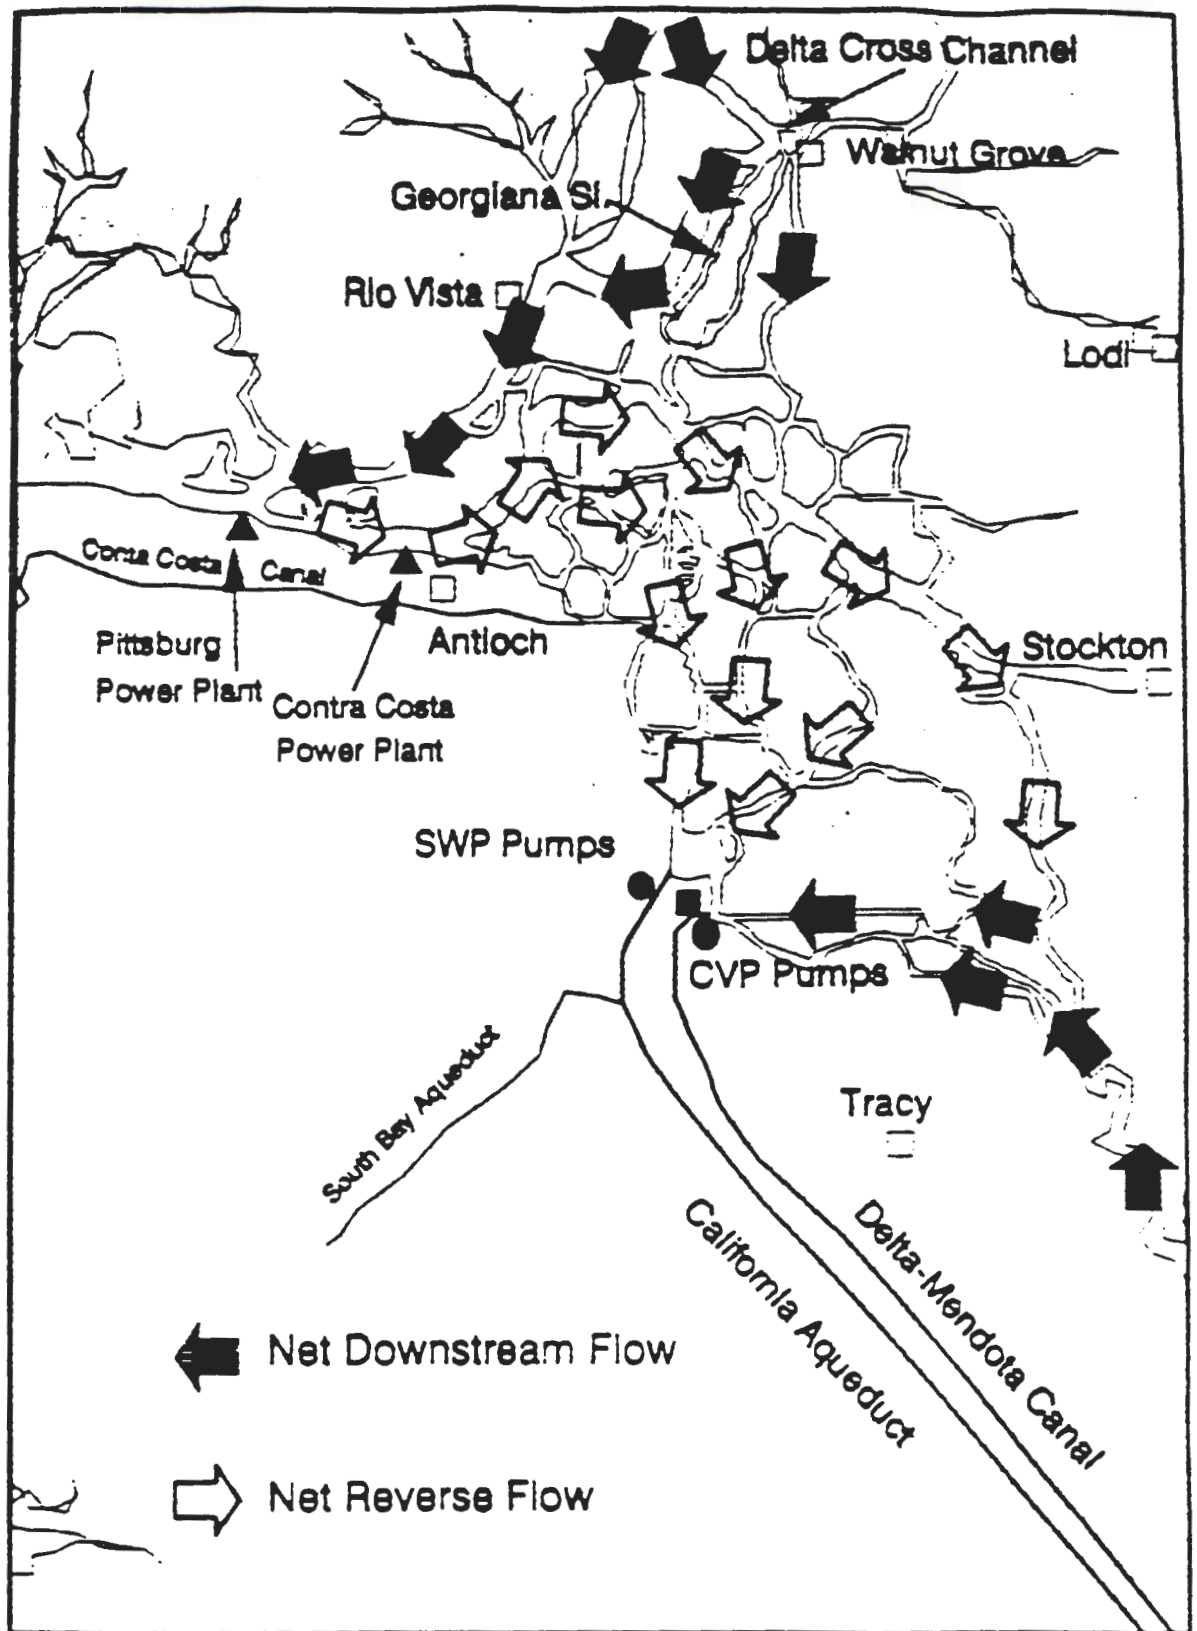 Delta Cross Channel
Walnut Grove
Georgiana Sl.
Rio Vista
Lodi
Conta Costa Canal
Pittsburg
Power Plant
Antioch
Stockton
Contra Costa
Power Plant
SWP Pumps
CVP Pumps
South Bay Aqueduct
Tracy
California Aqueduct
Delta-Mendota Canal
Net Downstream Flow
Net Reverse Flow